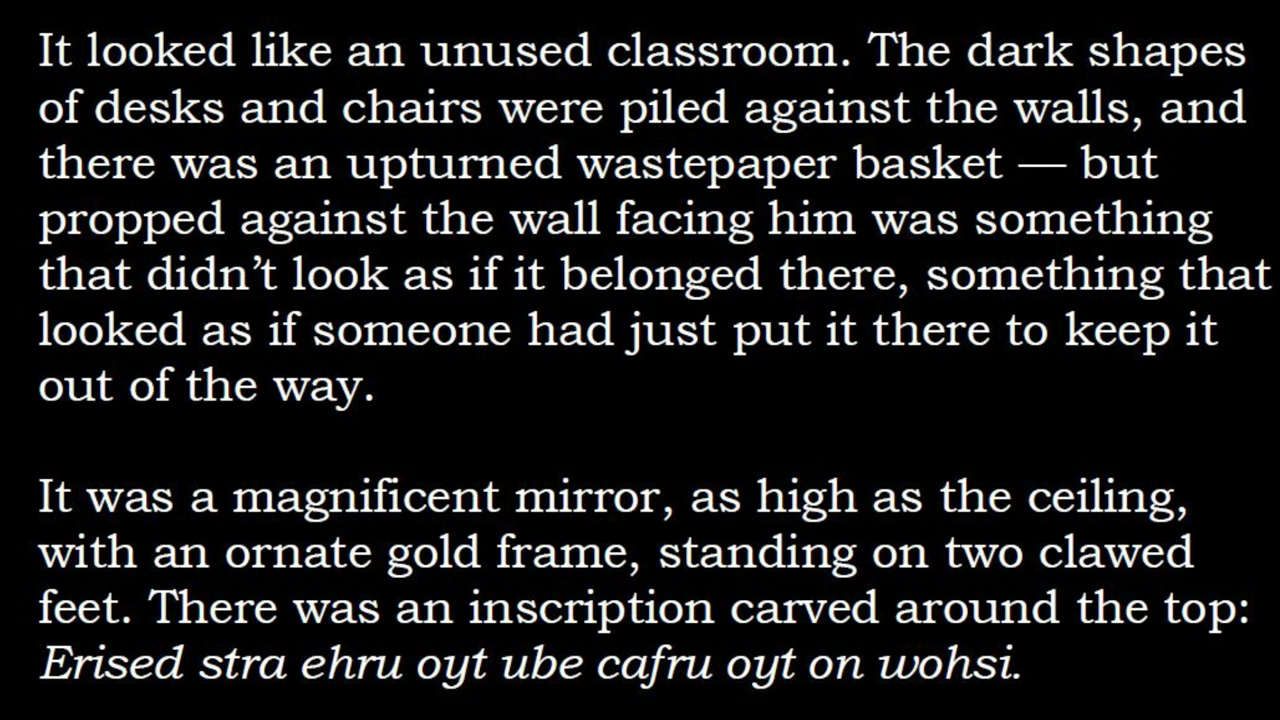 It looked like an unused classroom. The dark shapes
of desks and chairs were piled against the walls, and
there was an upturned wastepaper basket — but
propped against the wall facing him was something
that didn’t look as if it belonged there, something that
looked as if someone had just put it there to keep it
out of the way.
It was a magnificent mirror, as high as the ceiling,
with an ornate gold frame, standing on two clawed
feet. There was an inscription carved around the top:
Erised stra ehru oyt ube cafru oyt on wohsi.